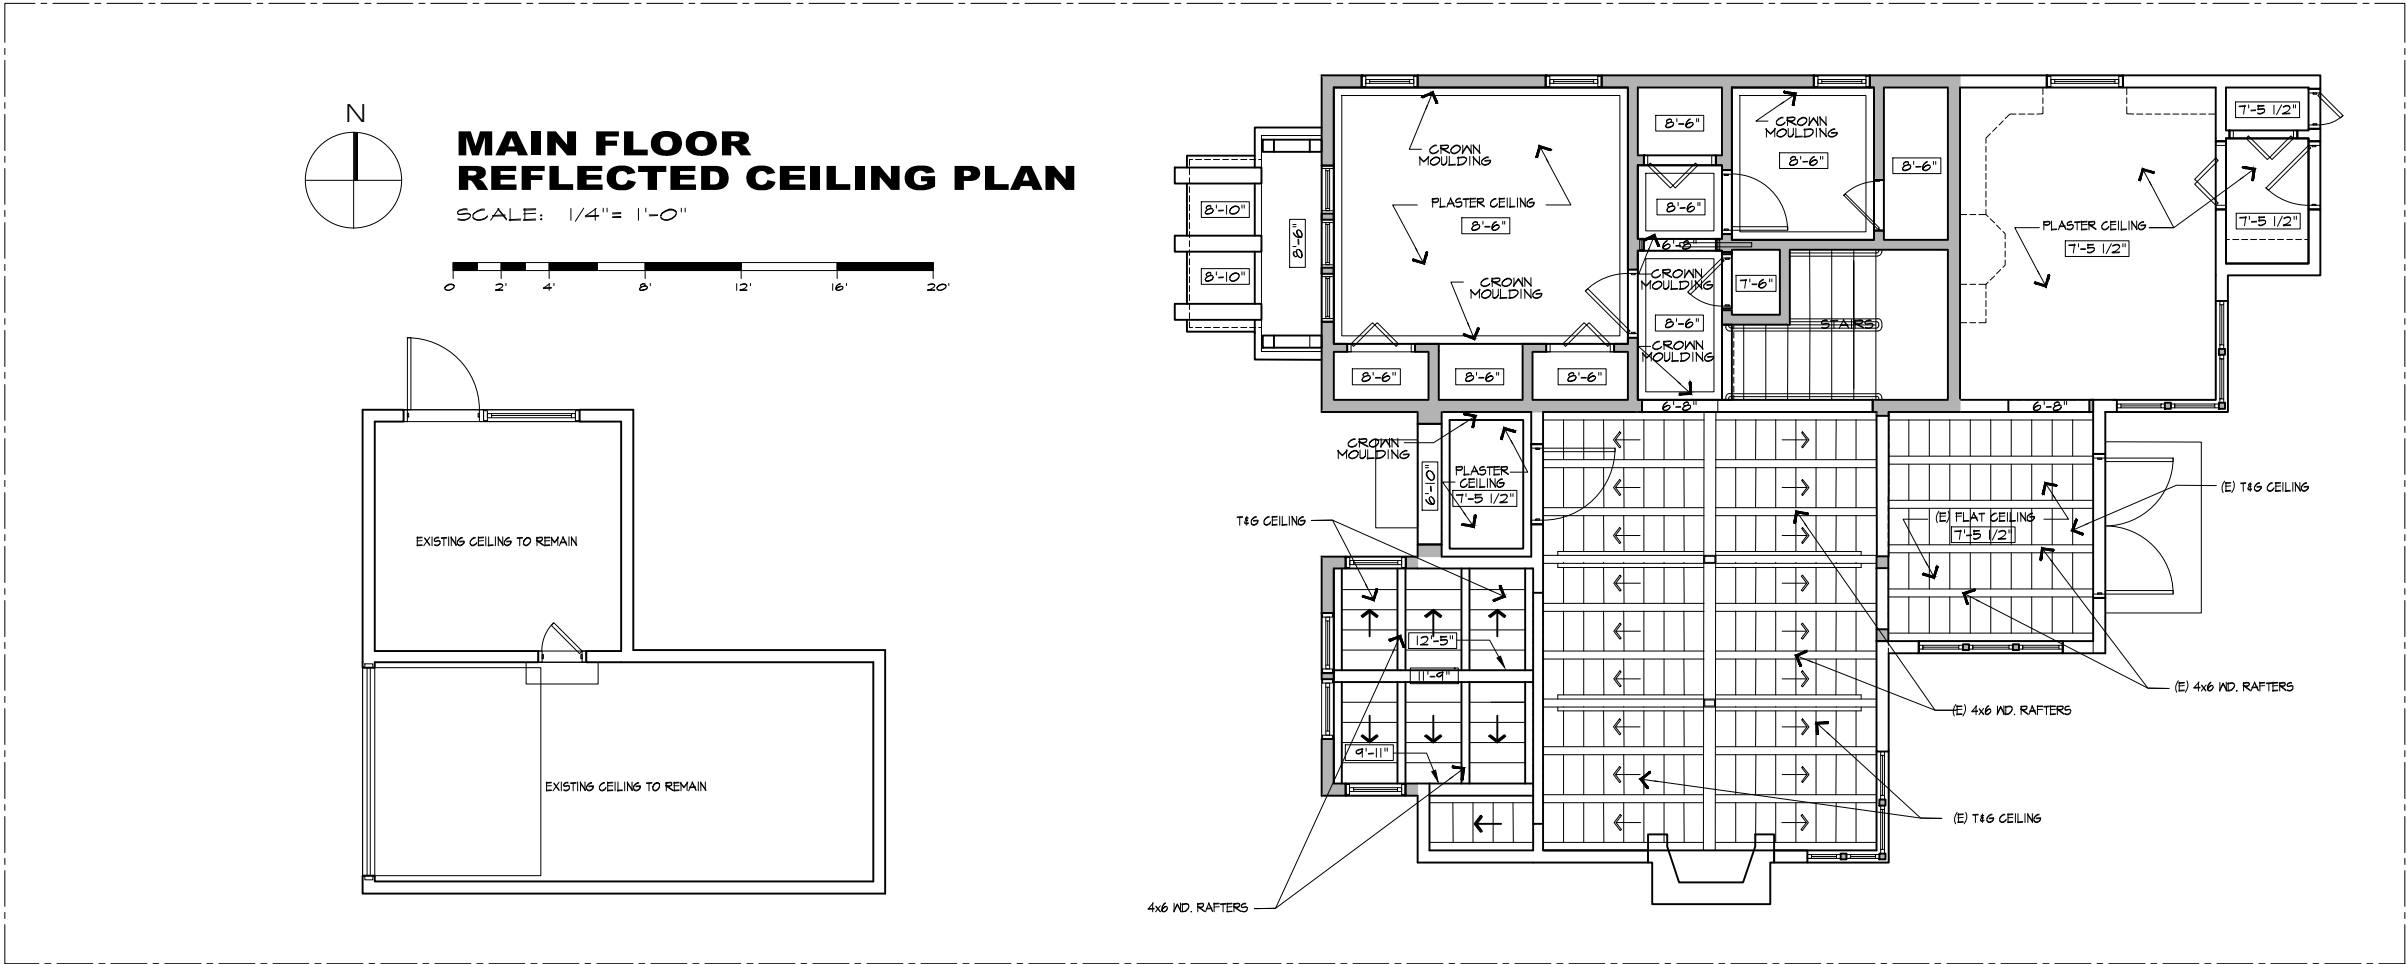 N
MAIN FLOOR
REFLECTED CEILING PLAN
SCALE: 1/4"= 1'-0"
0 2' 4' 8' 12' 16' 20'
EXISTING CEILING TO REMAIN
EXISTING CEILING TO REMAIN
8'-10"
8'-10"
8'-6"
CROWN
MOULDING
PLASTER CEILING
8'-6"
CROWN
MOULDING
8'-6"
8'-6"
8'-6"
8'-6"
8'-6"
6'-8"
CROWN
MOULDING
8'-6"
CROWN
MOULDING
6'-8"
CROWN
MOULDING
8'-6"
8'-6"
7'-6"
STAIRS
PLASTER CEILING
7'-5 1/2"
7'-5 1/2"
7'-5 1/2"
6'-8"
CROWN
MOULDING
6'-10"
PLASTER
CEILING
7'-5 1/2"
T&G CEILING
12'-5"
11'-9"
9'-11"
4x6 WD. RAFTERS
(E) FLAT CEILING
7'-5 1/2"
(E) T&G CEILING
(E) 4x6 WD. RAFTERS
(E) 4x6 WD. RAFTERS
(E) T&G CEILING